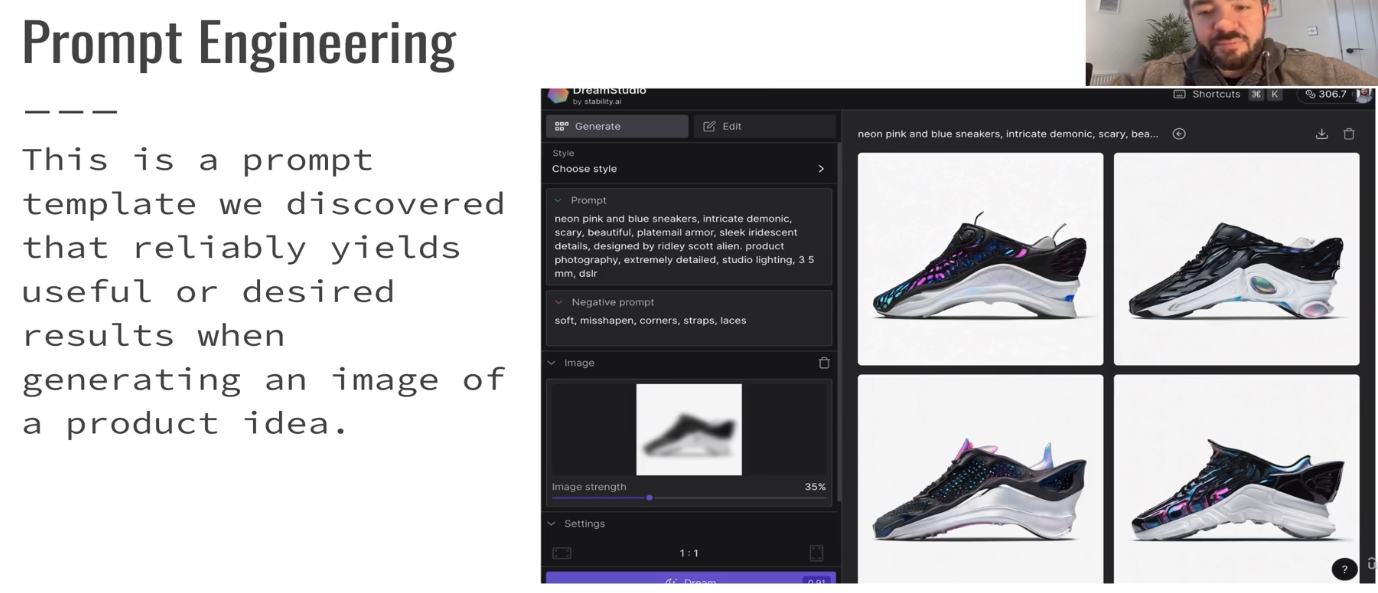 Prompt Engineering
This is a prompt
template we discovered
that reliably yields
useful or desired
results when
generating an image of
a product idea.
DreamStudio
by stability.ai
Shortcuts ⌘ K 306.7
Generate
Edit
Style
Choose style
Prompt
neon pink and blue sneakers, intricate demonic,
scary, beautiful, platemail armor, sleek iridescent
details, designed by ridley scott alien. product
photography, extremely detailed, studio lighting, 3 5
mm, dslr
Negative prompt
soft, misshapen, corners, straps, laces
Image
Image strength 35%
Settings
1 : 1
Dream 0.91
neon pink and blue sneakers, intricate demonic, scary, bea...
?